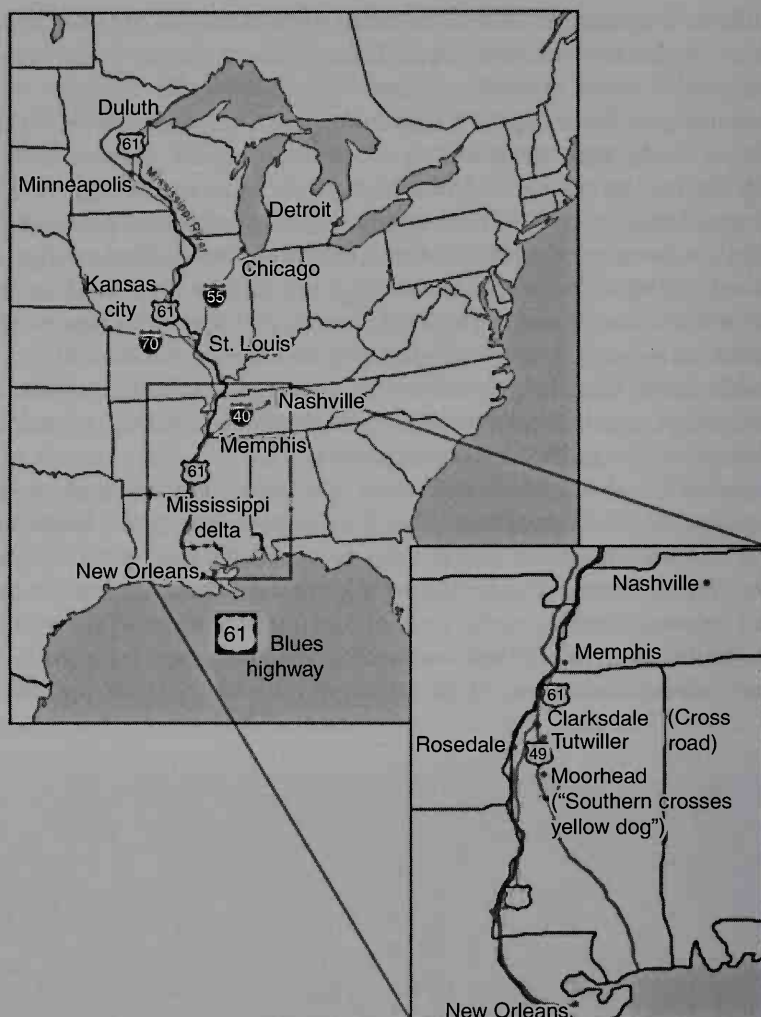 Duluth
61
Minneapolis
Mississippi River
Detroit
Chicago
Kansas
city
55
61
70
St. Louis
Nashville
40
Memphis
61
Mississippi
delta
New Orleans
61
Blues
highway
Nashville
Memphis
61
Clarksdale (Cross
Rosedale Tutwiller road)
49
Moorhead
("Southern crosses
yellow dog")
New Orleans